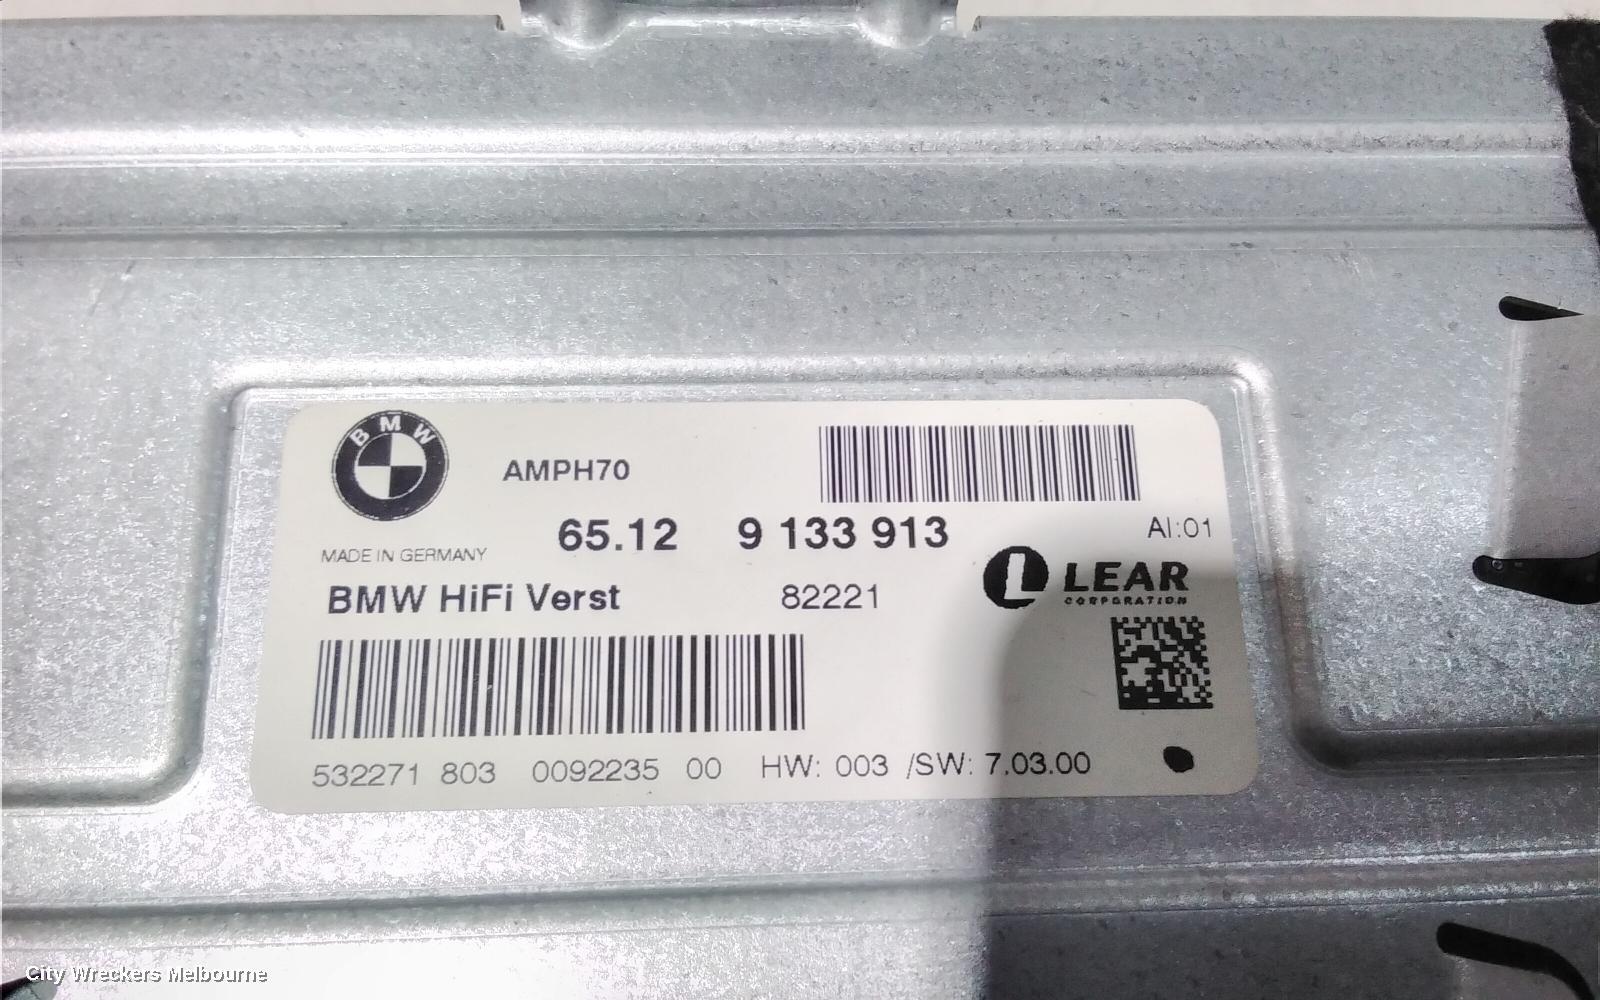 BMW
AMPH70
65.12 9 133 913
AI:01
MADE IN GERMANY
BMW HiFi Verst
82221
L LEAR
CORPORATION
532271 803 0092235 00 HW: 003 /SW: 7.03.00
City Wreckers Melbourne